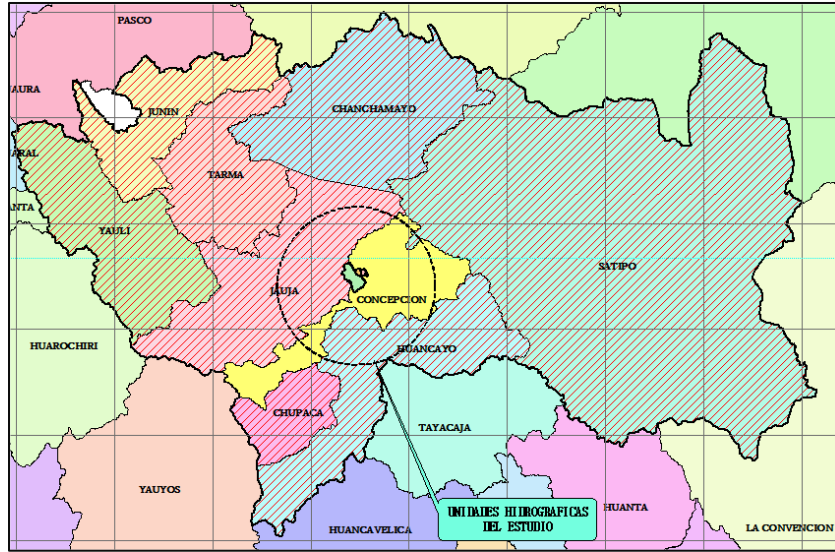 PASCO
AURA
JUNIN
CHANCHAMAYO
ARAL
TARMA
ANTA
YAULI
SATIPO
JAUJA
CONCEPCION
HUAROCHIRI
HUANCAYO
CHUPACA
TAYACAJA
YAUYOS
UNIDADES HIDROGRAFICAS
DEL ESTUDIO
HUANTA
HUANCAVELICA
LA CONVENCION